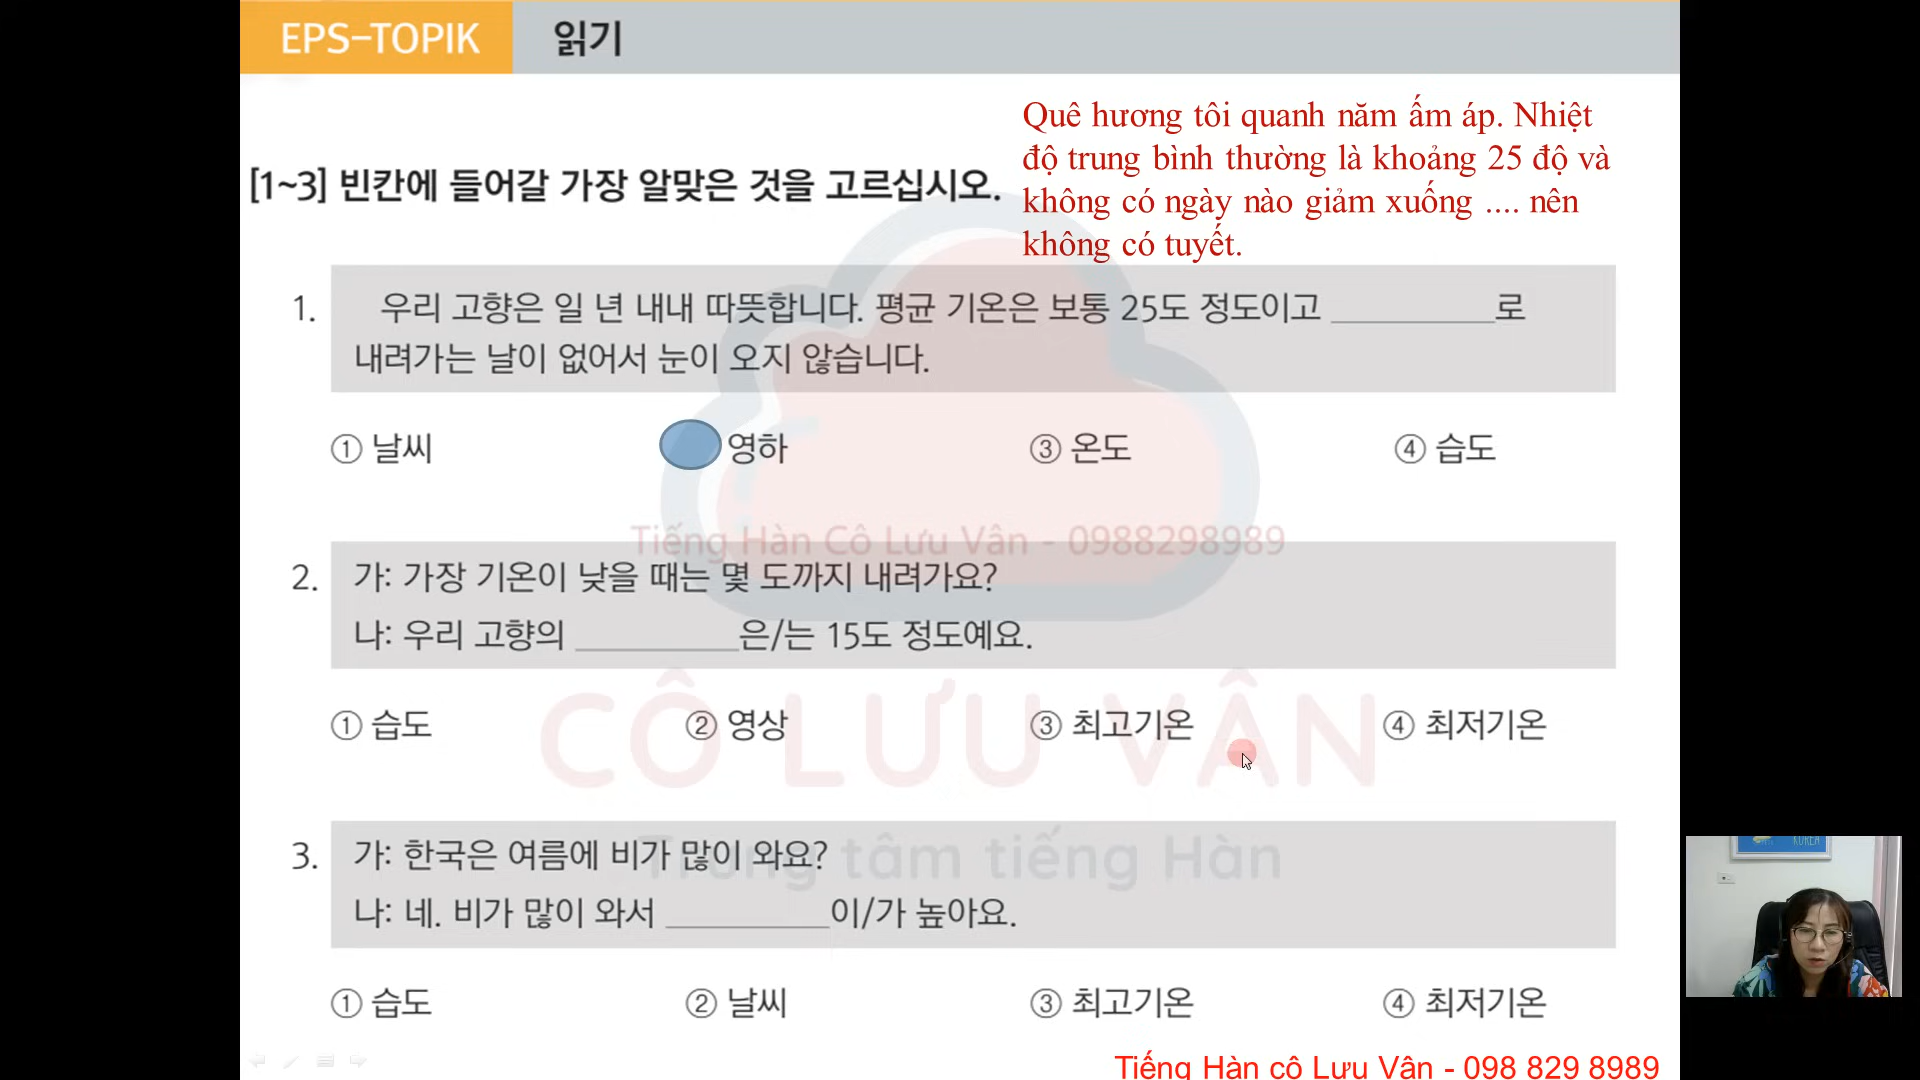 EPS-TOPIK 읽기
Quê hương tôi quanh năm ấm áp. Nhiệt
độ trung bình thường là khoảng 25 độ và
không có ngày nào giảm xuống .... nên
không có tuyết.
[1~3] 빈칸에 들어갈 가장 알맞은 것을 고르십시오.
1. 우리 고향은 일 년 내내 따뜻합니다. 평균 기온은 보통 25도 정도이고 __________로
내려가는 날이 없어서 눈이 오지 않습니다.
① 날씨 영하 ③ 온도 ④ 습도
Tiếng Hàn Cô Lưu Vân - 0988298989
2. 가: 가장 기온이 낮을 때는 몇 도까지 내려가요?
나: 우리 고향의 __________은/는 15도 정도예요.
① 습도 ② 영상 ③ 최고기온 ④ 최저기온
CÔ LƯU VÂN
3. 가: 한국은 여름에 비가 많이 와요?
Trung tâm tiếng Hàn
나: 네. 비가 많이 와서 __________이/가 높아요.
① 습도 ② 날씨 ③ 최고기온 ④ 최저기온
Tiếng Hàn cô Lưu Vân - 098 829 8989
KOREA